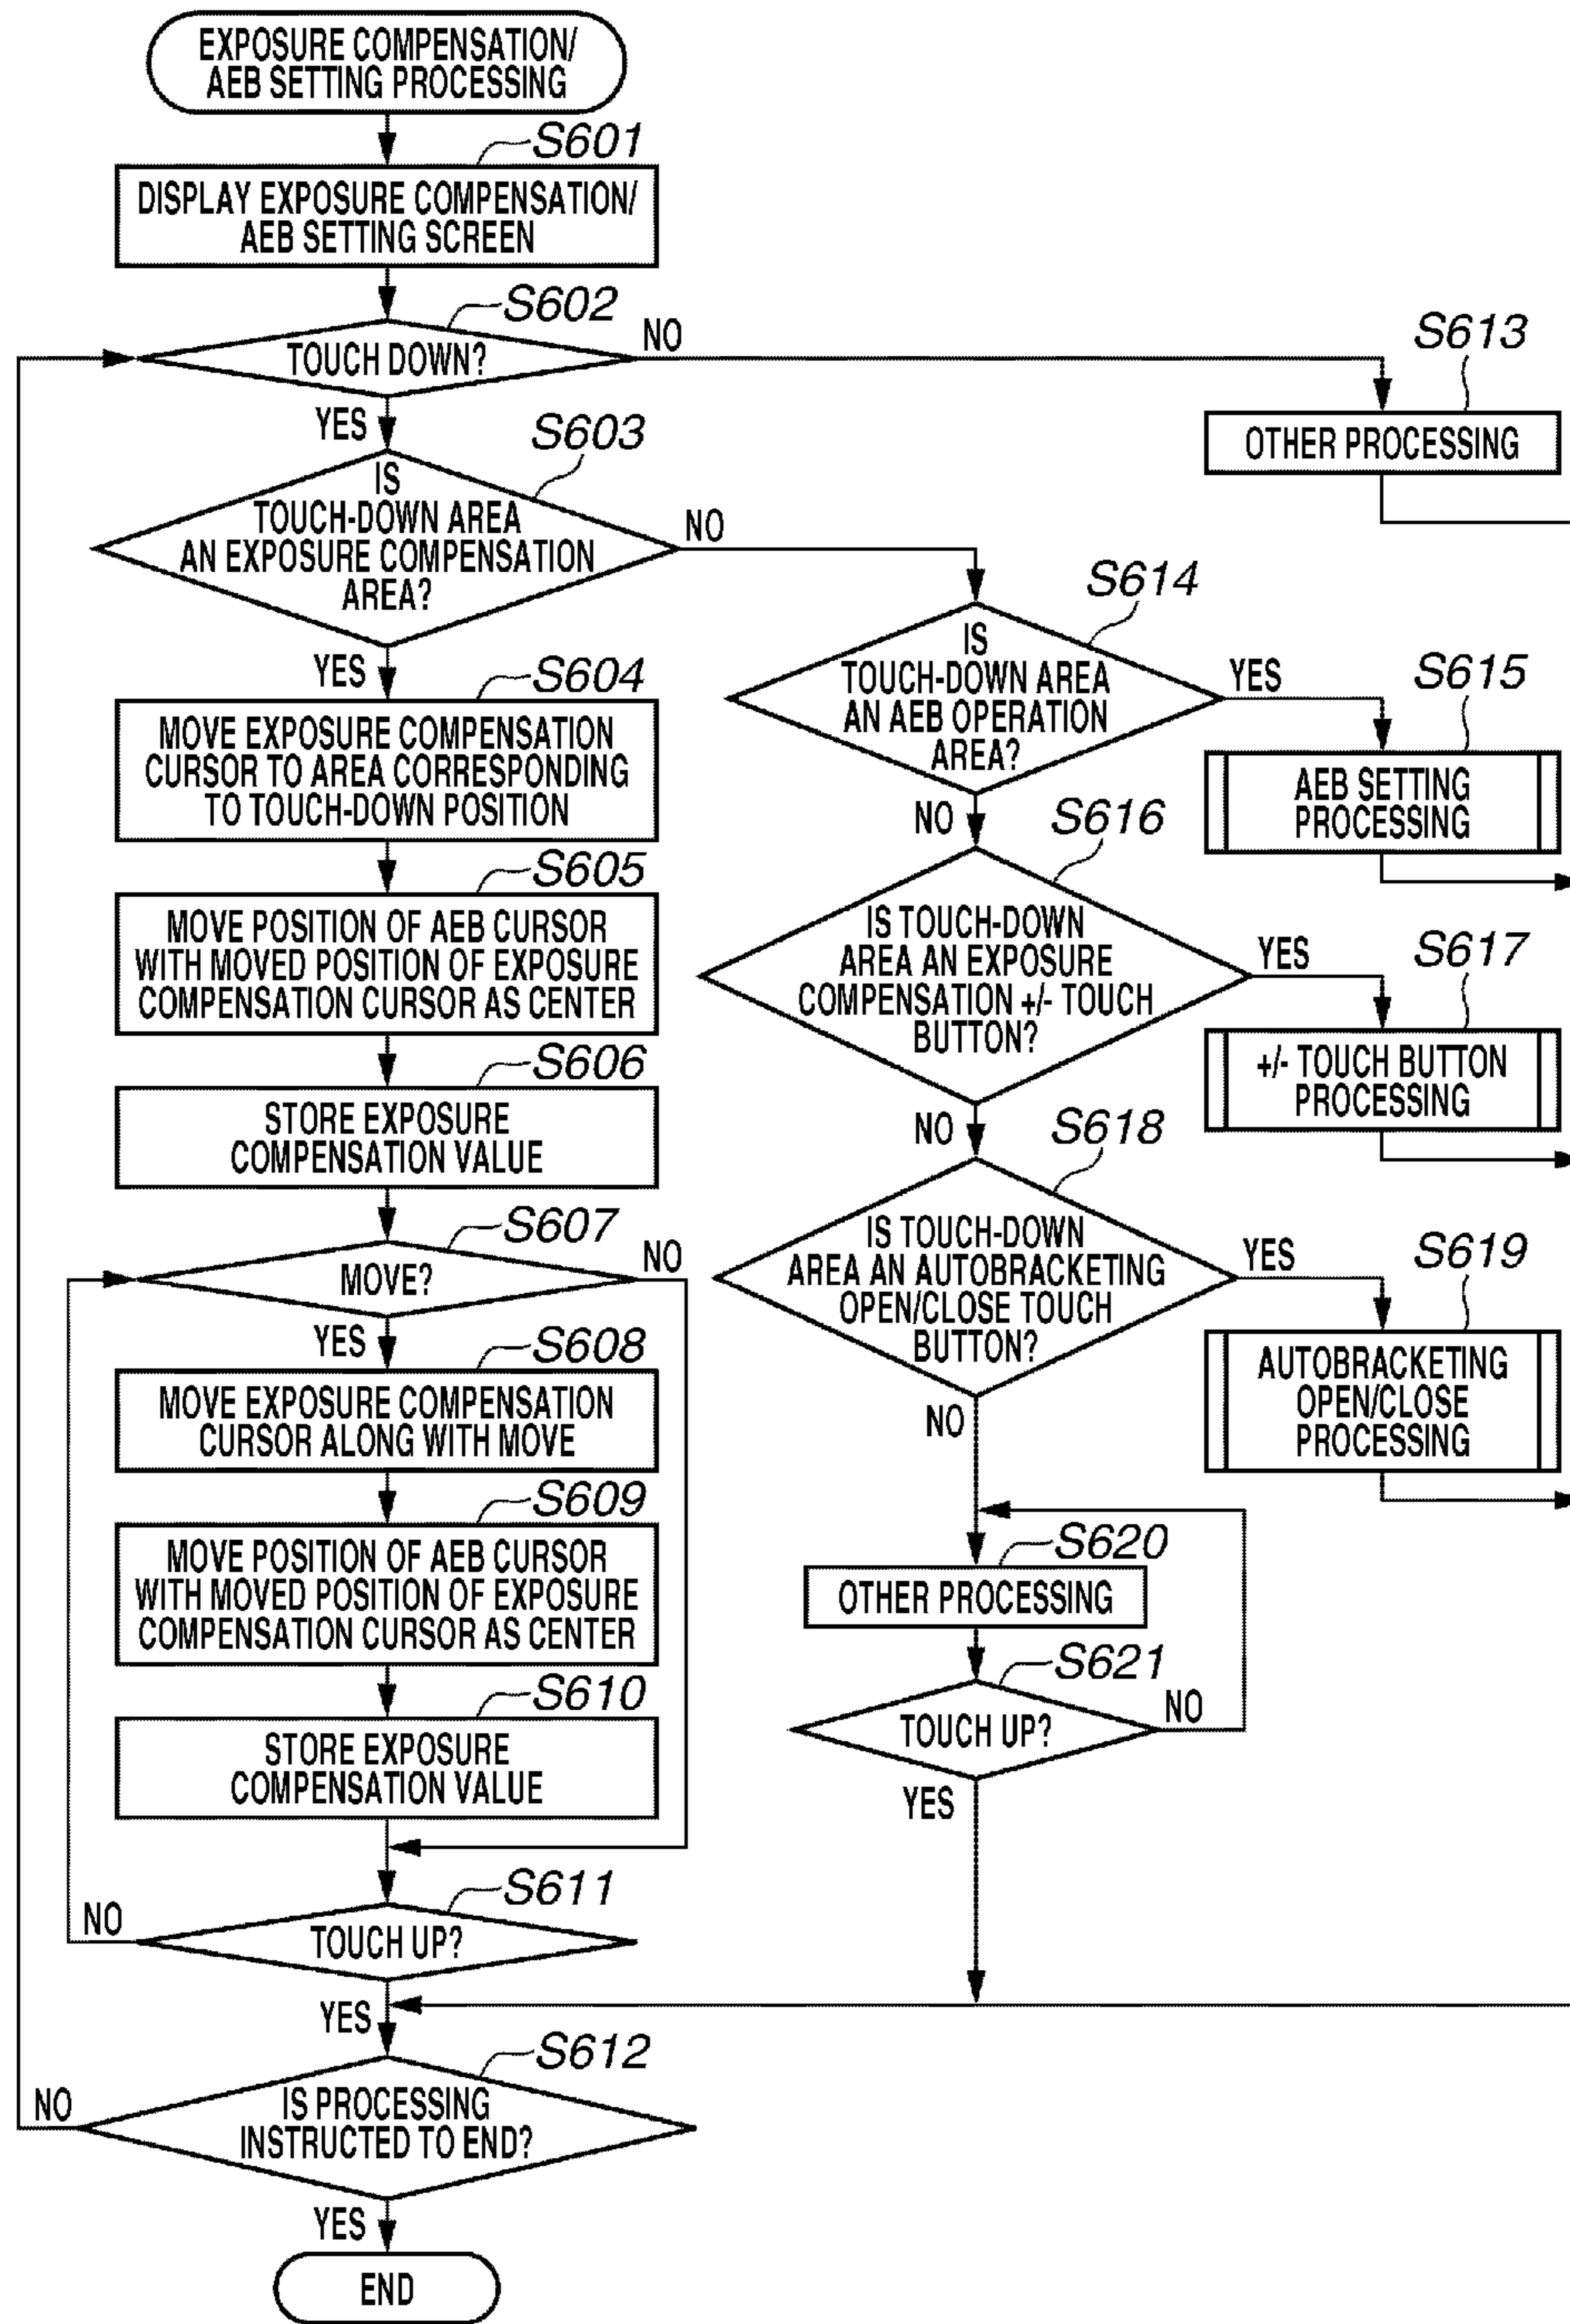 EXPOSURE COMPENSATION/
AEB SETTING PROCESSING
S601
DISPLAY EXPOSURE COMPENSATION/
AEB SETTING SCREEN
S602
TOUCH DOWN?
NO
YES
S613
OTHER PROCESSING
S603
IS
TOUCH-DOWN AREA
AN EXPOSURE COMPENSATION
AREA?
NO
YES
S604
MOVE EXPOSURE COMPENSATION
CURSOR TO AREA CORRESPONDING
TO TOUCH-DOWN POSITION
S605
MOVE POSITION OF AEB CURSOR
WITH MOVED POSITION OF EXPOSURE
COMPENSATION CURSOR AS CENTER
S606
STORE EXPOSURE
COMPENSATION VALUE
S607
MOVE?
NO
YES
S608
MOVE EXPOSURE COMPENSATION
CURSOR ALONG WITH MOVE
S609
MOVE POSITION OF AEB CURSOR
WITH MOVED POSITION OF EXPOSURE
COMPENSATION CURSOR AS CENTER
S610
STORE EXPOSURE
COMPENSATION VALUE
S611
TOUCH UP?
NO
YES
S612
IS PROCESSING
INSTRUCTED TO END?
NO
YES
END
S614
IS
TOUCH-DOWN AREA
AN AEB OPERATION
AREA?
YES
NO
S615
AEB SETTING
PROCESSING
S616
IS TOUCH-DOWN
AREA AN EXPOSURE
COMPENSATION +/- TOUCH
BUTTON?
YES
NO
S617
+/- TOUCH BUTTON
PROCESSING
S618
IS TOUCH-DOWN
AREA AN AUTOBRACKETING
OPEN/CLOSE TOUCH
BUTTON?
YES
NO
S619
AUTOBRACKETING
OPEN/CLOSE
PROCESSING
S620
OTHER PROCESSING
S621
TOUCH UP?
NO
YES